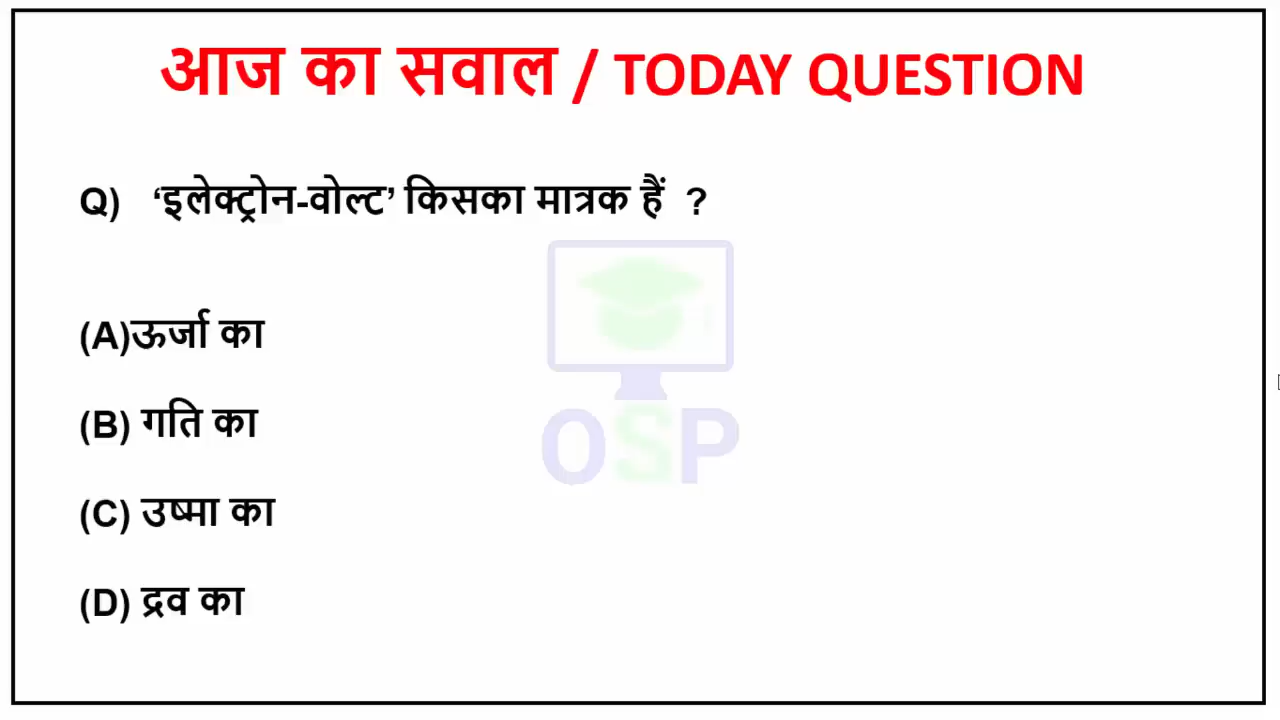 आज का सवाल / TODAY QUESTION
Q) ‘इलेक्ट्रोन-वोल्ट’ किसका मात्रक हैं ?
(A)ऊर्जा का
(B) गति का
(C) उष्मा का
(D) द्रव का
OSP